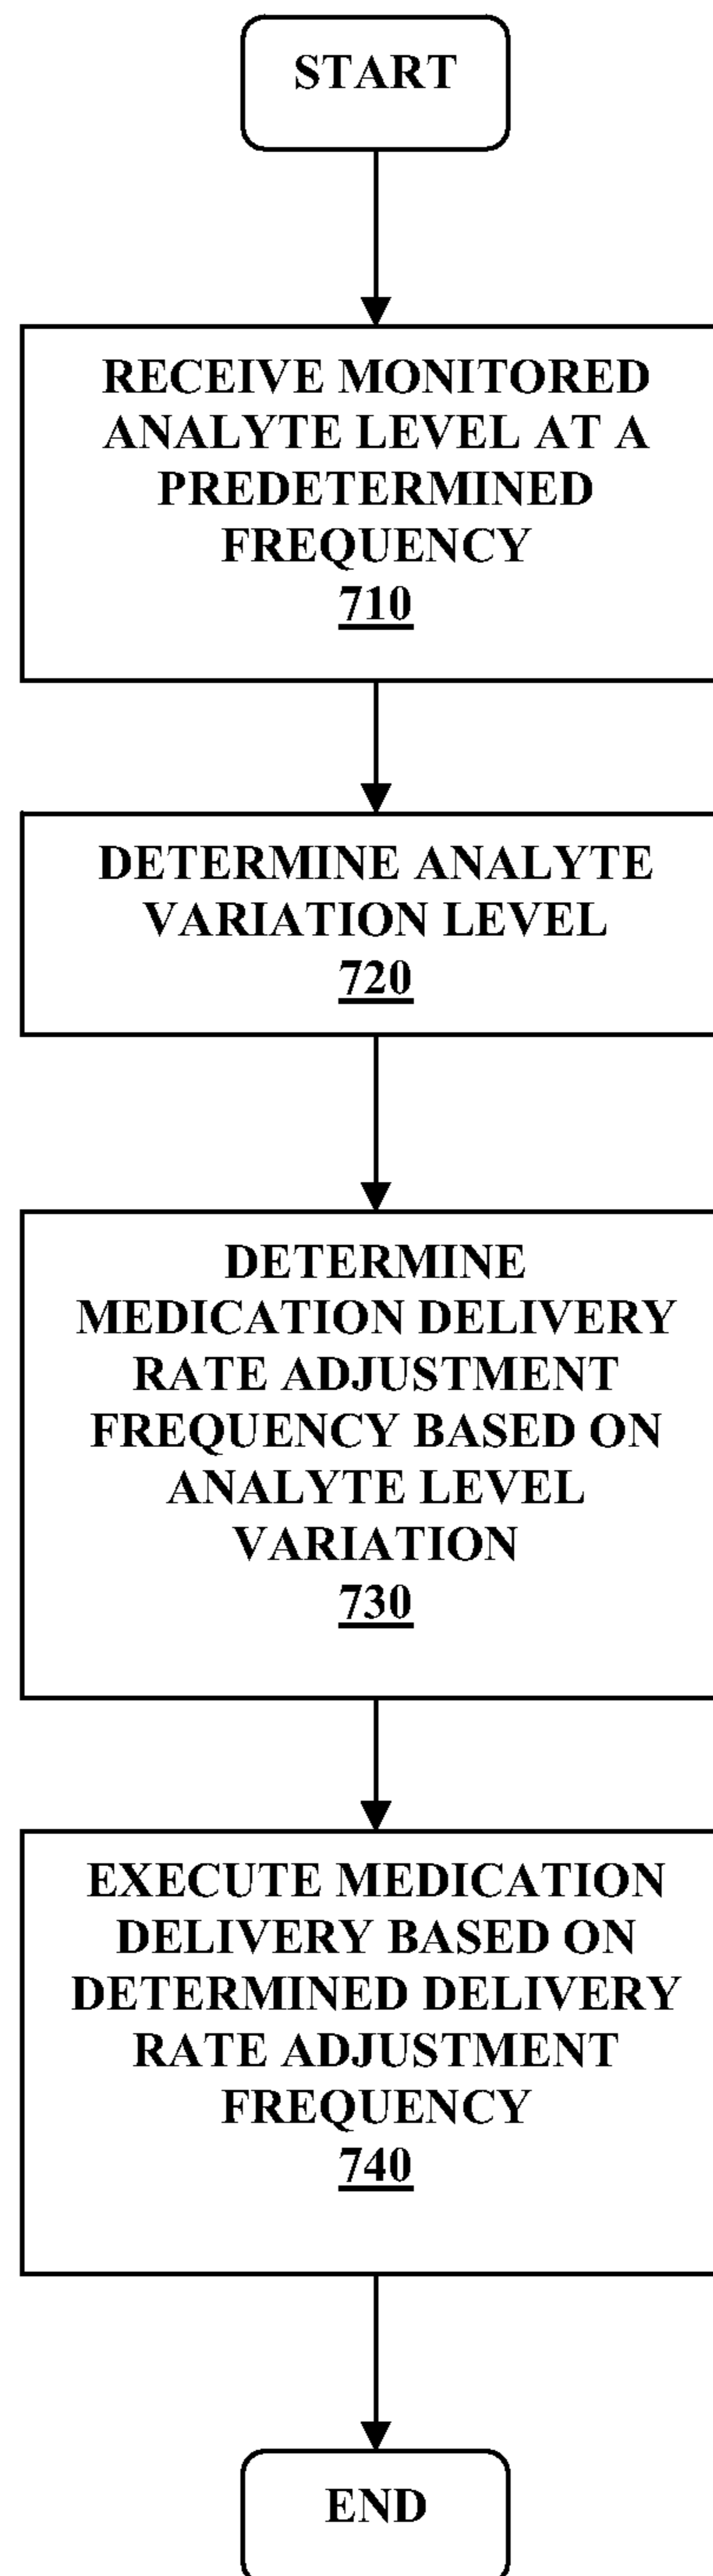 START
RECEIVE MONITORED
ANALYTE LEVEL AT A
PREDETERMINED
FREQUENCY
710
DETERMINE ANALYTE
VARIATION LEVEL
720
DETERMINE
MEDICATION DELIVERY
RATE ADJUSTMENT
FREQUENCY BASED ON
ANALYTE LEVEL
VARIATION
730
EXECUTE MEDICATION
DELIVERY BASED ON
DETERMINED DELIVERY
RATE ADJUSTMENT
FREQUENCY
740
END